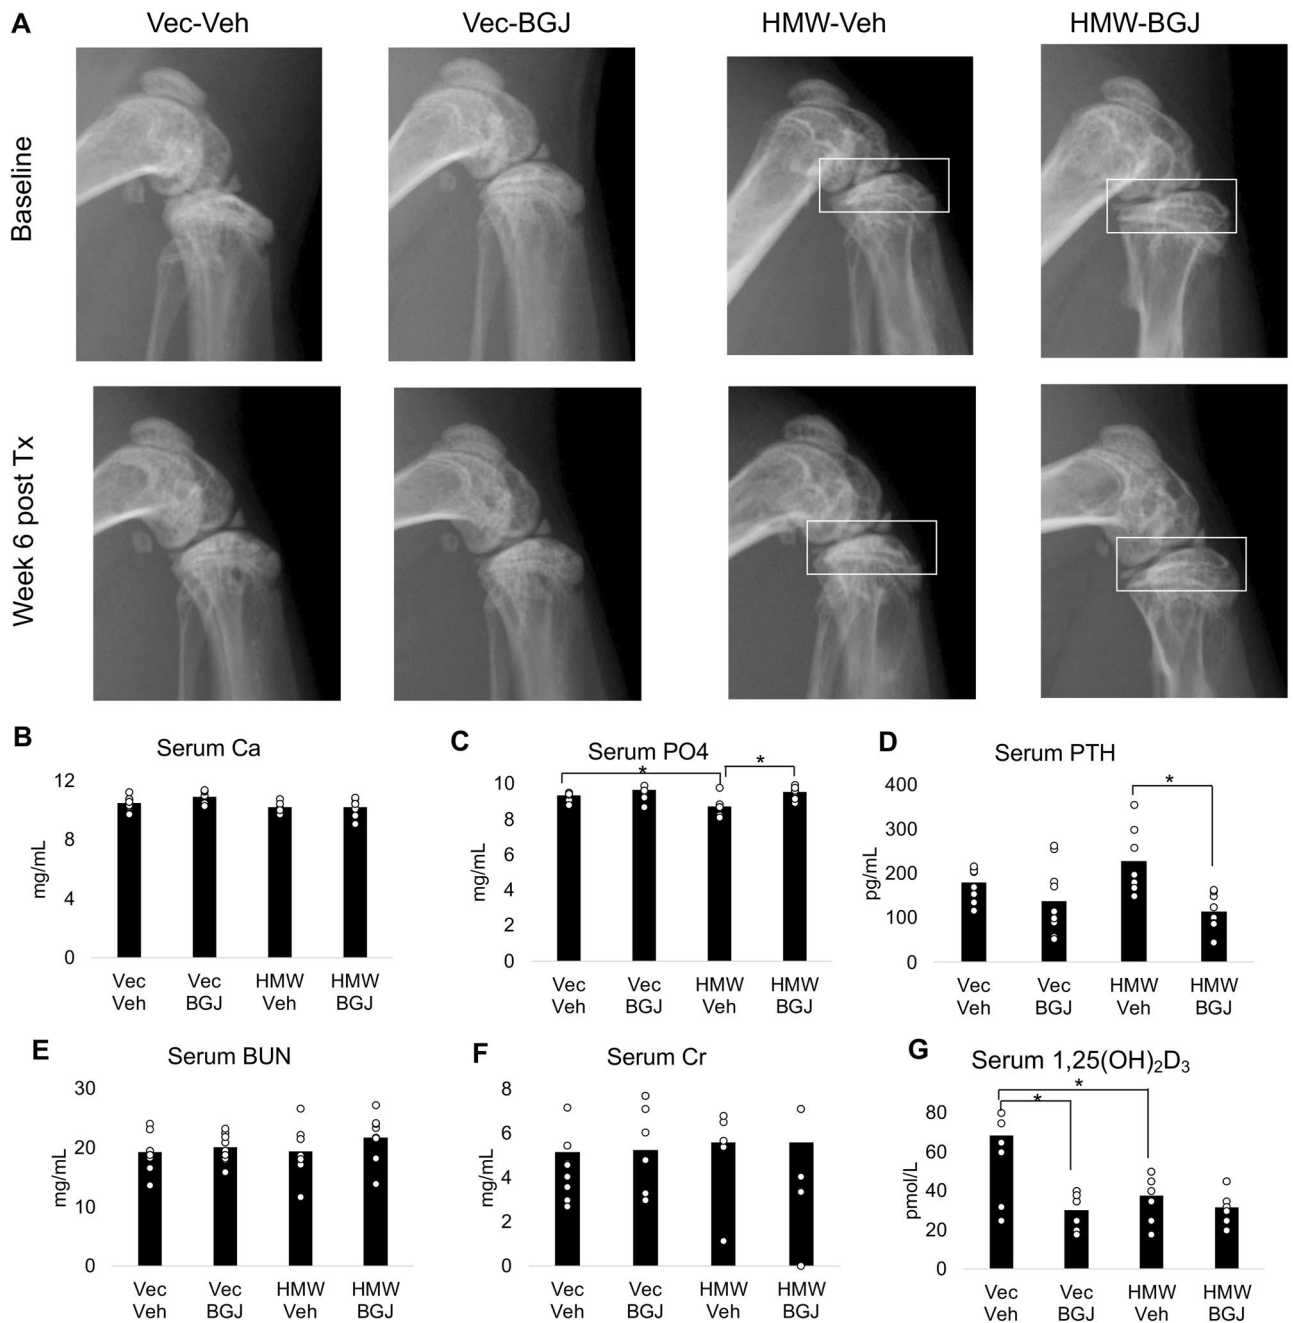 A
Vec-Veh
Vec-BGJ
HMW-Veh
HMW-BGJ
Baseline
Week 6 post Tx
B
Serum Ca
12
8
4
0
mg/mL
Vec
Veh
Vec
BGJ
HMW
Veh
HMW
BGJ
C
Serum PO4
*
*
10
8
6
4
2
0
mg/mL
Vec
Veh
Vec
BGJ
HMW
Veh
HMW
BGJ
D
Serum PTH
*
400
300
200
100
0
pg/mL
Vec
Veh
Vec
BGJ
HMW
Veh
HMW
BGJ
E
Serum BUN
30
20
10
0
mg/mL
Vec
Veh
Vec
BGJ
HMW
Veh
HMW
BGJ
F
Serum Cr
8
6
4
2
0
mg/mL
Vec
Veh
Vec
BGJ
HMW
Veh
HMW
BGJ
G
Serum 1,25(OH)₂D₃
*
*
80
60
40
20
0
pmol/L
Vec
Veh
Vec
BGJ
HMW
Veh
HMW
BGJ